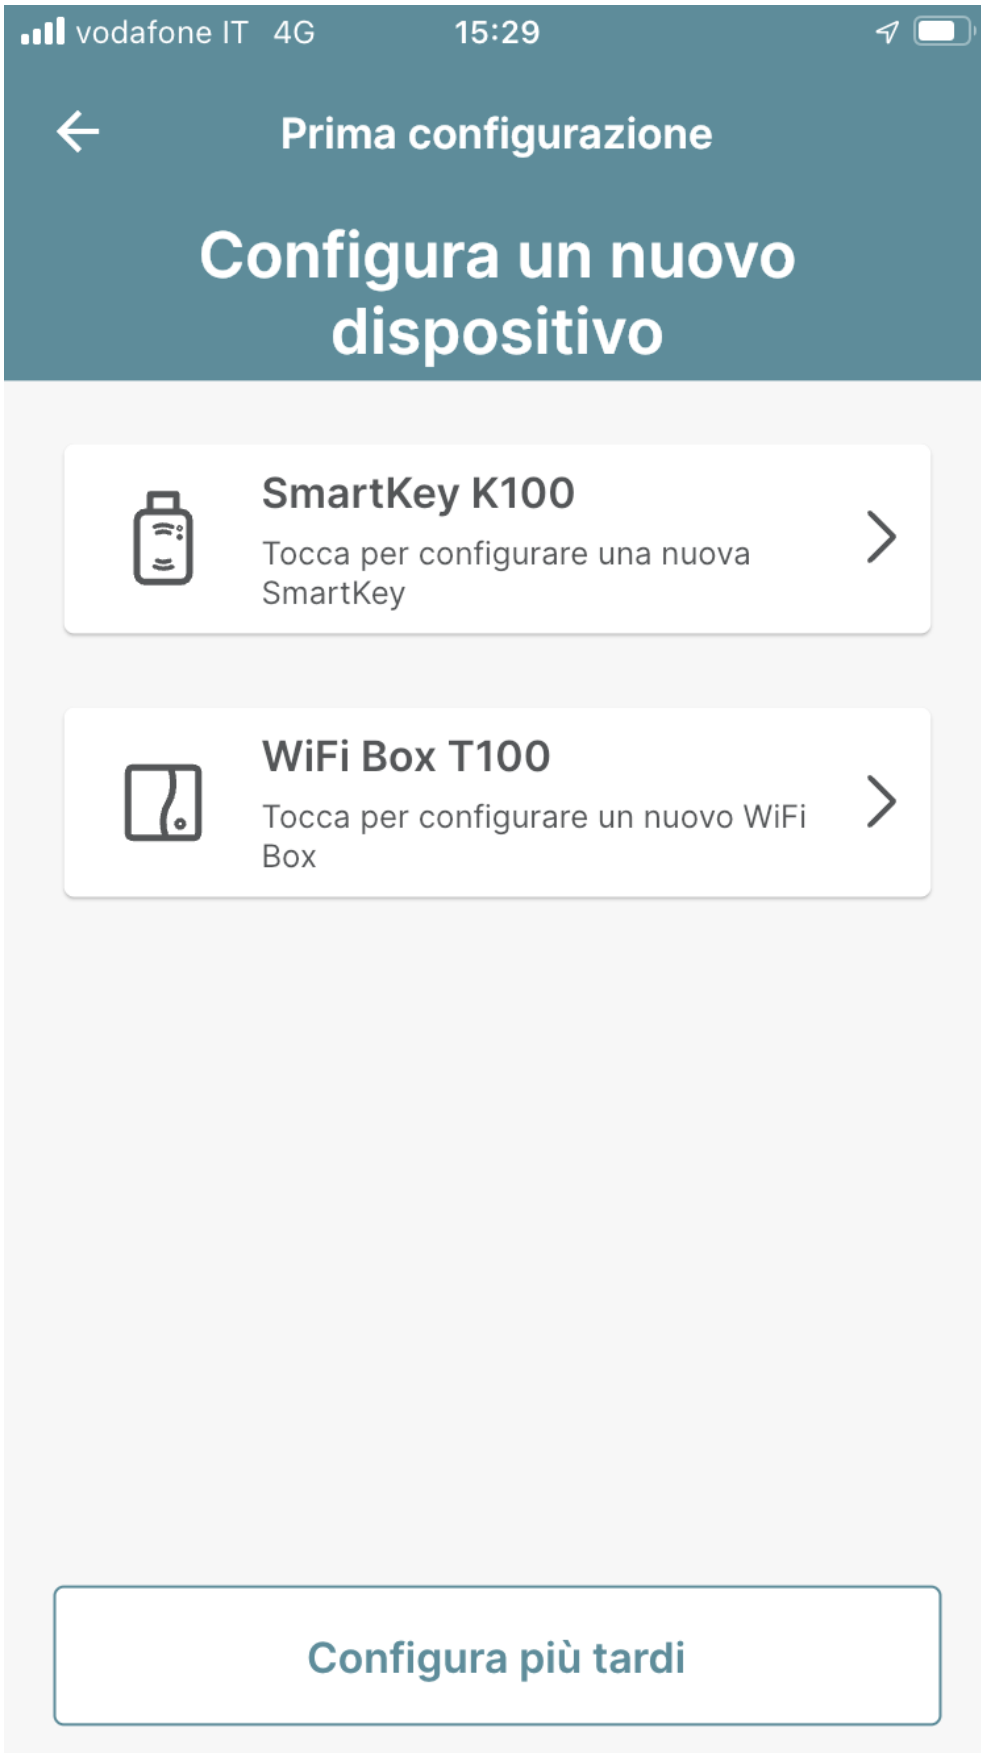 vodafone IT 4G 15:29
Prima configurazione
Configura un nuovo
dispositivo
SmartKey K100
Tocca per configurare una nuova
SmartKey
WiFi Box T100
Tocca per configurare un nuovo WiFi
Box
Configura più tardi